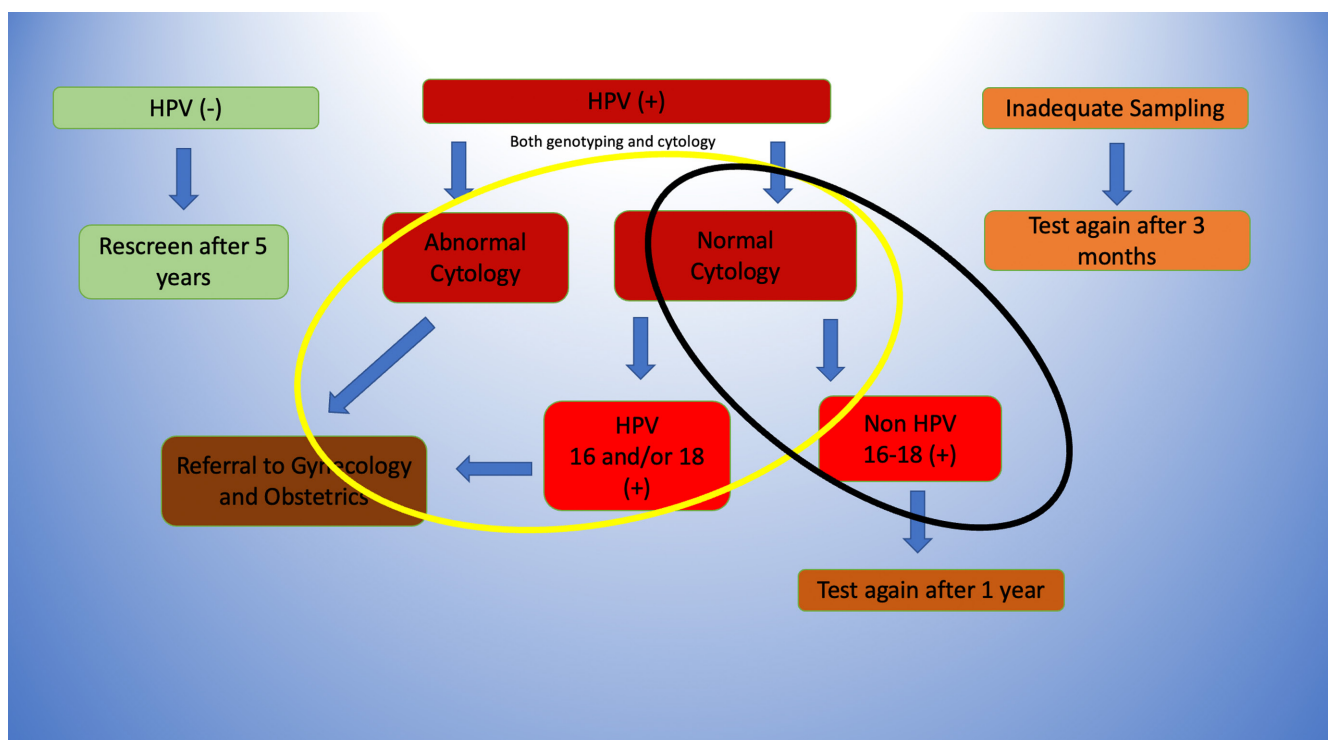 HPV (-)
HPV (+)
Inadequate Sampling
Both genotyping and cytology
Rescreen after 5
years
Abnormal
Cytology
Normal
Cytology
Test again after 3
months
Referral to Gynecology
and Obstetrics
HPV
16 and/or 18
(+)
Non HPV
16-18 (+)
Test again after 1 year